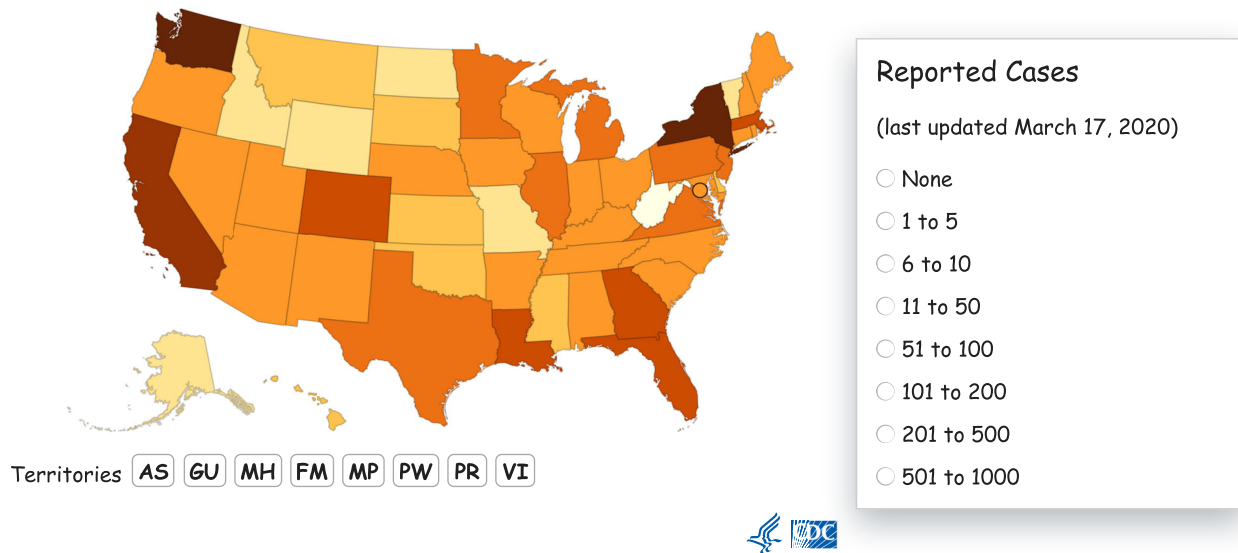 Reported Cases
(last updated March 17, 2020)
None
1 to 5
6 to 10
11 to 50
51 to 100
101 to 200
201 to 500
501 to 1000
Territories AS GU MH FM MP PW PR VI
CDC